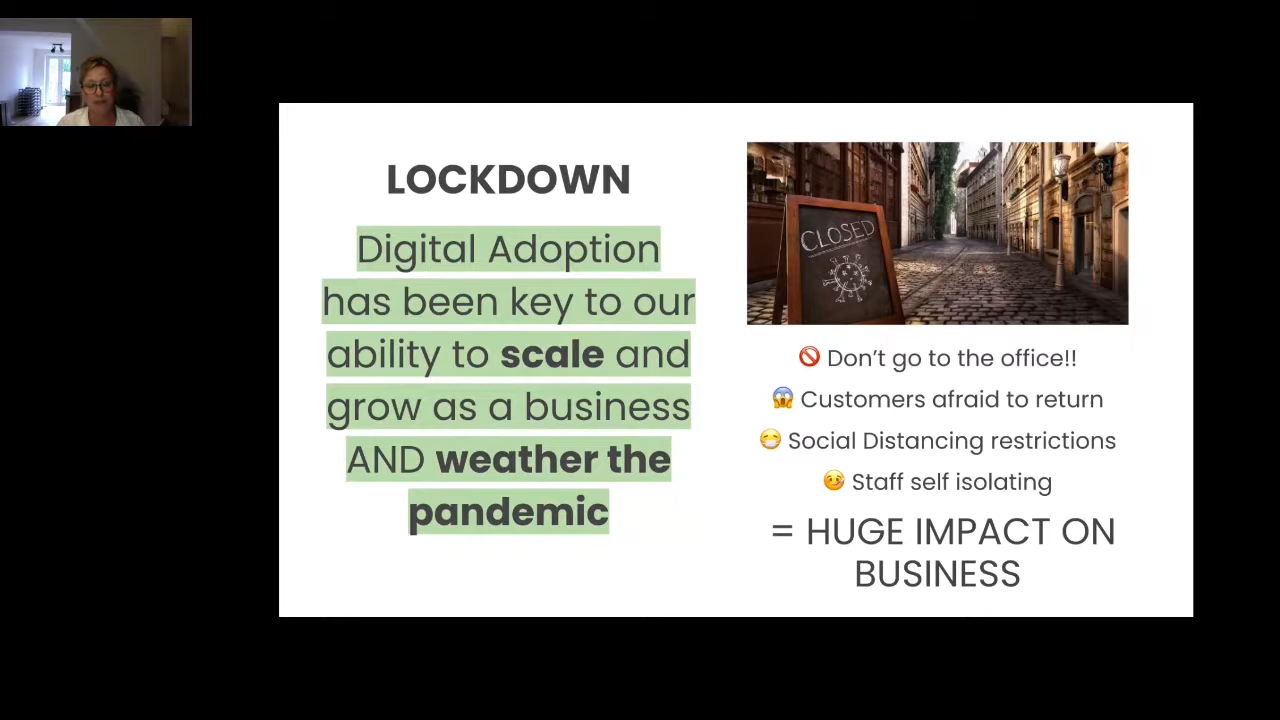 LOCKDOWN
Digital Adoption
has been key to our
ability to scale and
grow as a business
AND weather the
pandemic
CLOSED
🚫 Don’t go to the office!!
😱 Customers afraid to return
😷 Social Distancing restrictions
🤒 Staff self isolating
= HUGE IMPACT ON
BUSINESS